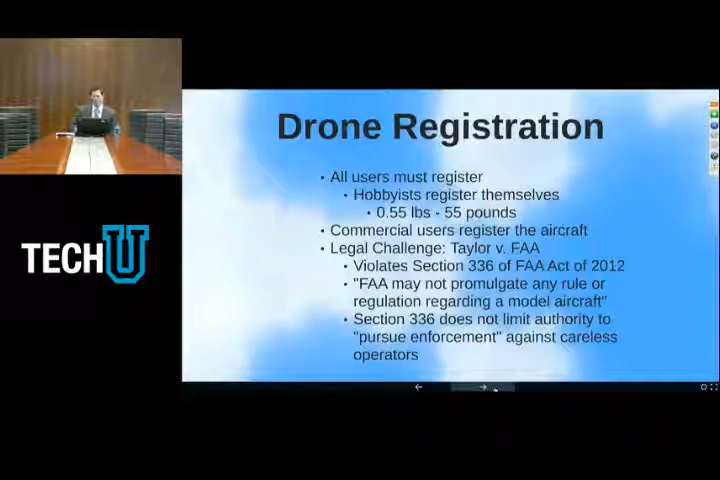 Drone Registration
All users must register
Hobbyists register themselves
0.55 lbs - 55 pounds
Commercial users register the aircraft
Legal Challenge: Taylor v. FAA
Violates Section 336 of FAA Act of 2012
"FAA may not promulgate any rule or
regulation regarding a model aircraft"
Section 336 does not limit authority to
"pursue enforcement" against careless
operators
TECHU